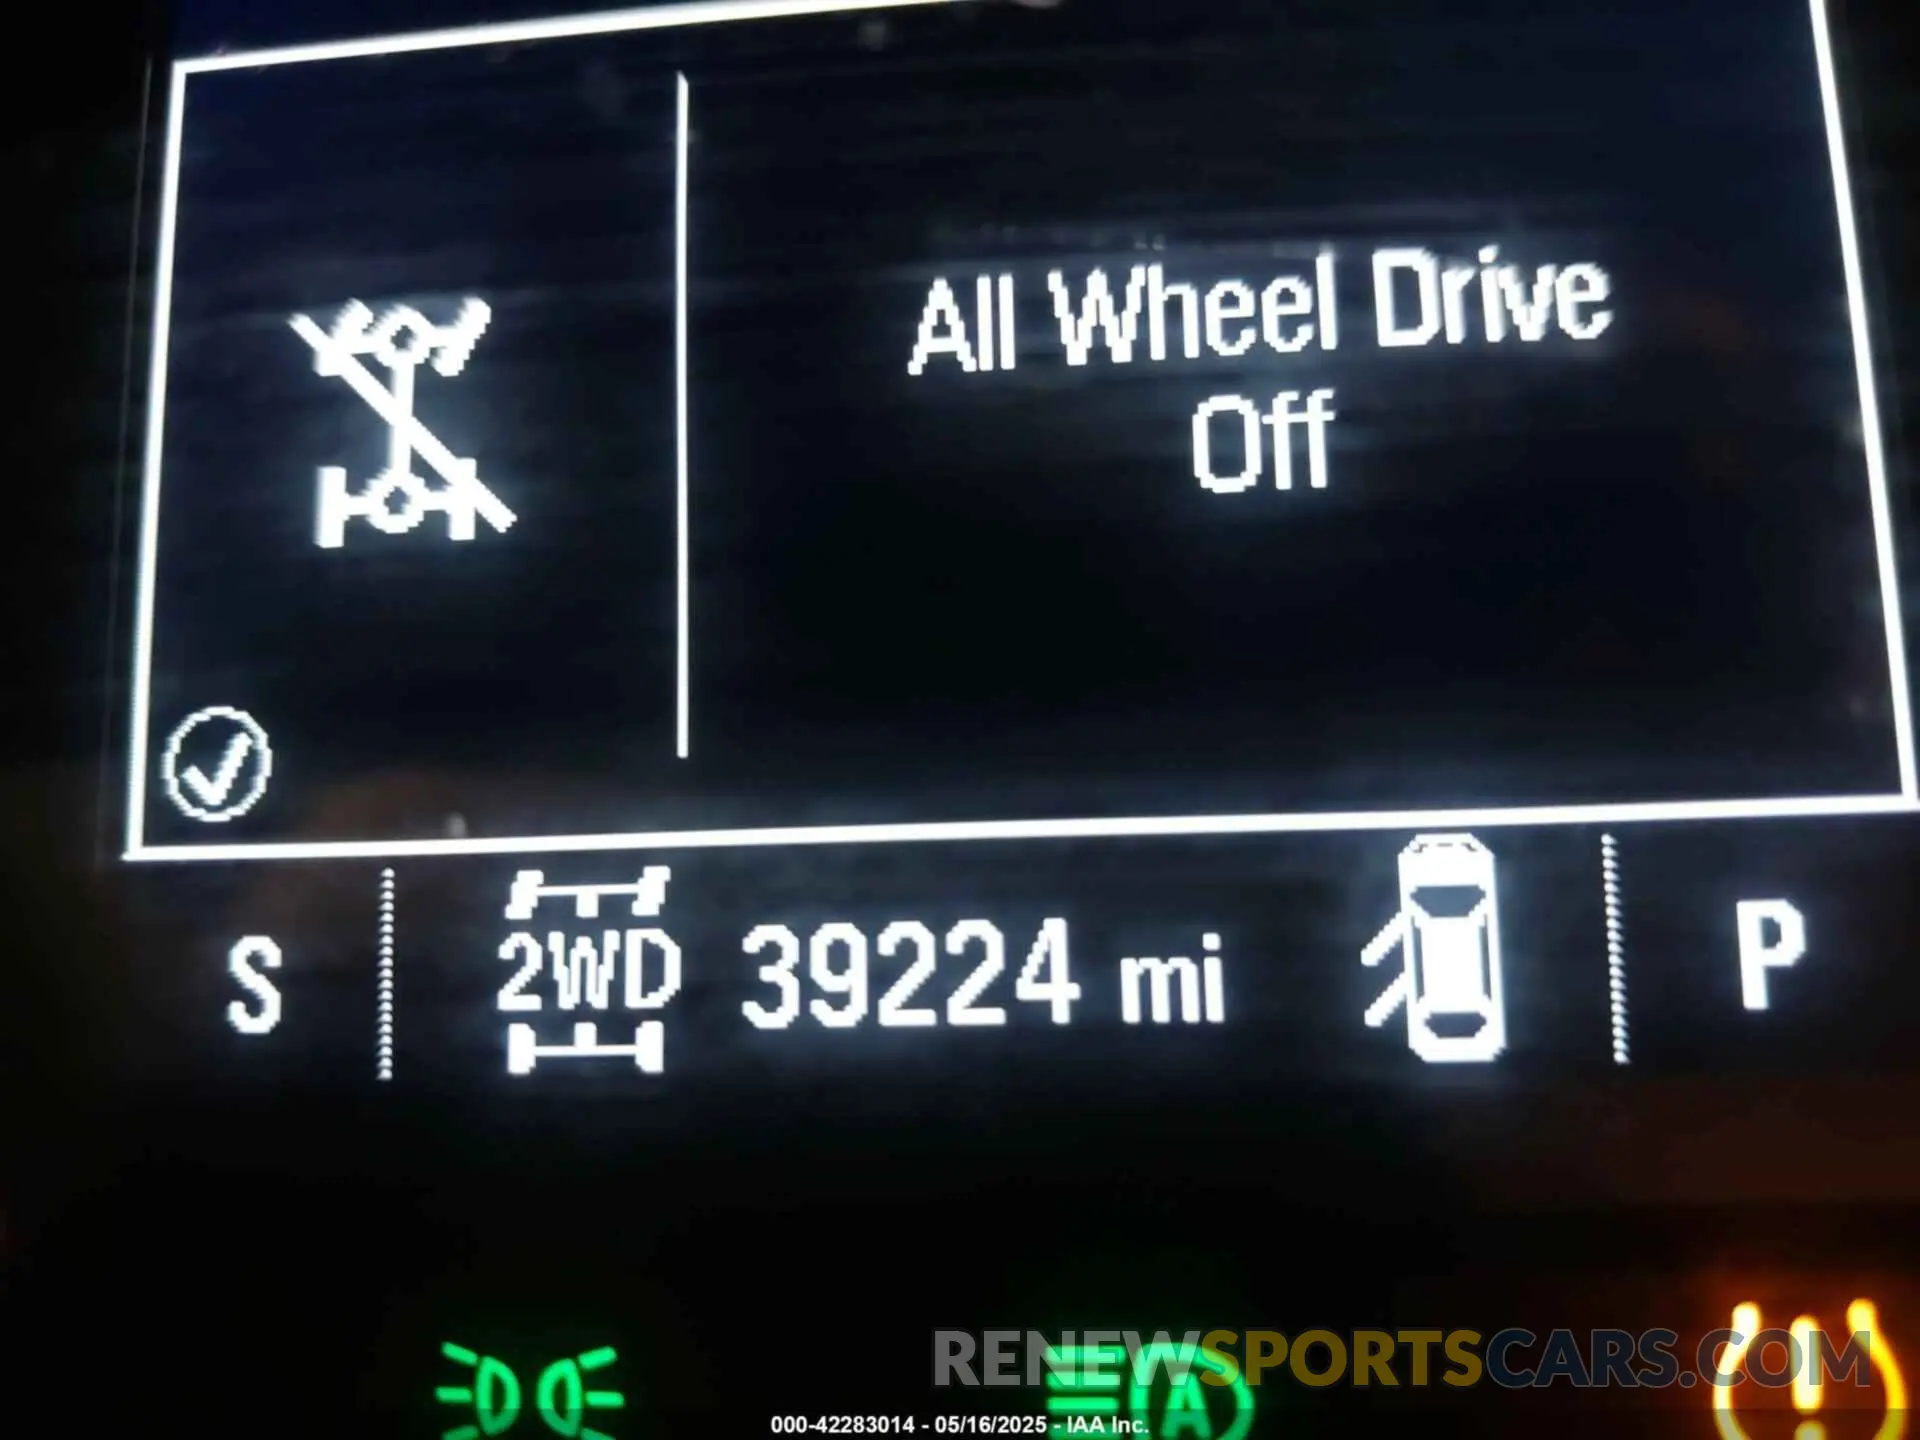 All Wheel Drive
Off
S 2WD 39224 mi P
A
RENEWSPORTSCARS.COM
000-42283014 - 05/16/2025 - IAA Inc.